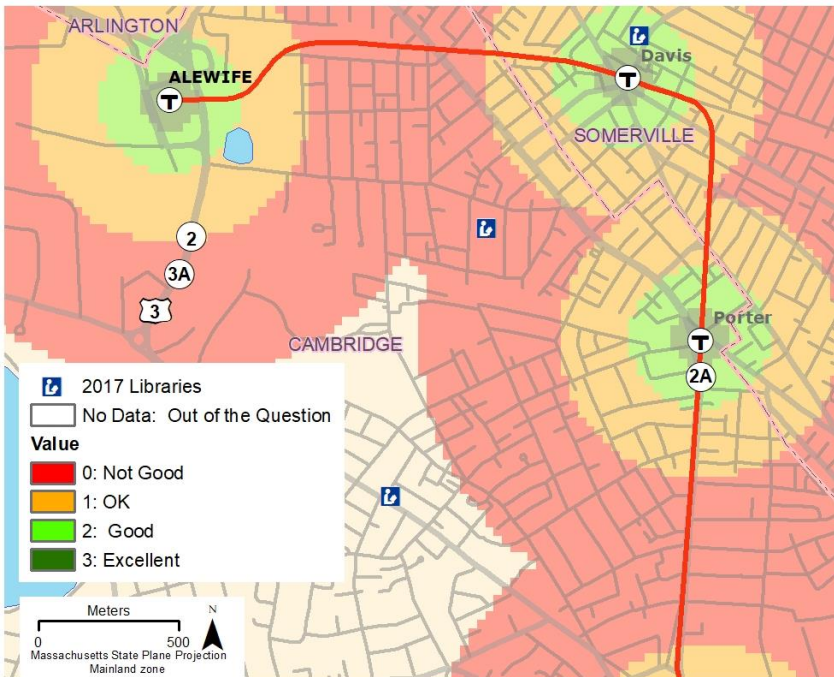 ARLINGTON
ALEWIFE
Davis
SOMERVILLE
2
3A
3
Porter
CAMBRIDGE
2A
2017 Libraries
No Data: Out of the Question
Value
0: Not Good
1: OK
2: Good
3: Excellent
Meters
N
0 500
Massachusetts State Plane Projection
Mainland zone
T
T
T